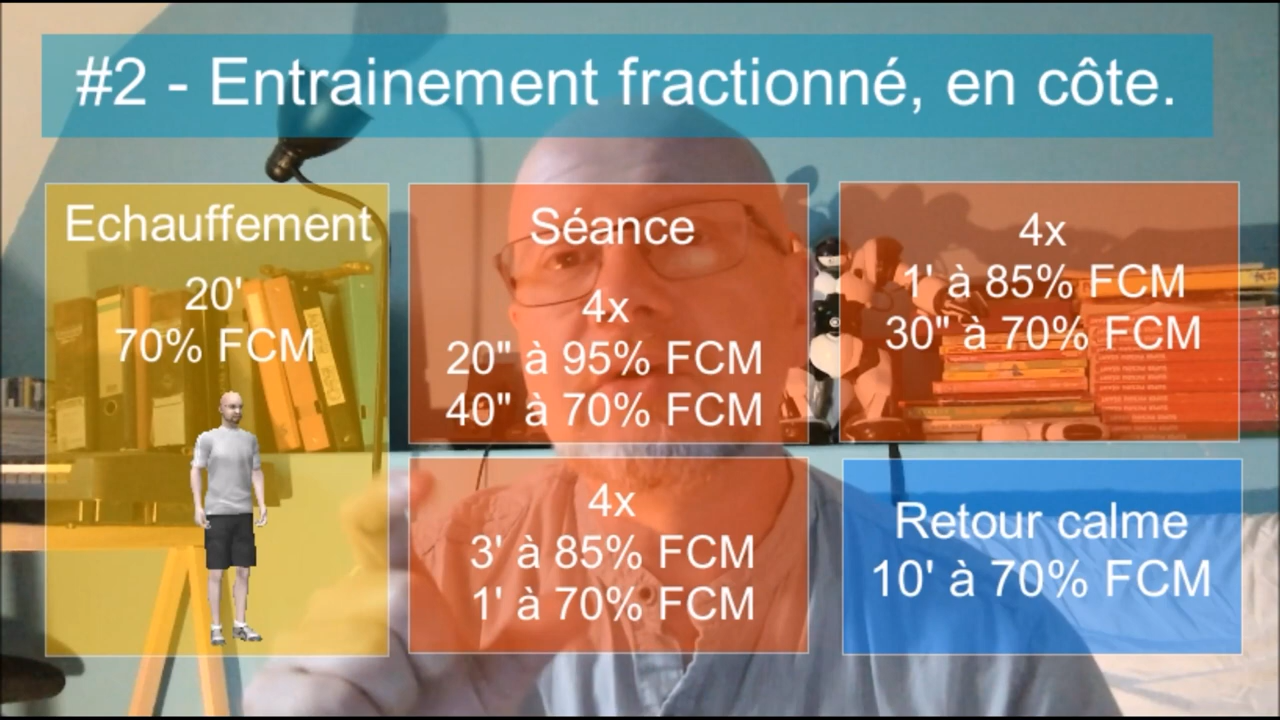 #2 - Entrainement fractionné, en côte.
Echauffement
20'
70% FCM
Séance
4x
20" à 95% FCM
40" à 70% FCM
4x
3' à 85% FCM
1' à 70% FCM
4x
1' à 85% FCM
30" à 70% FCM
Retour calme
10' à 70% FCM